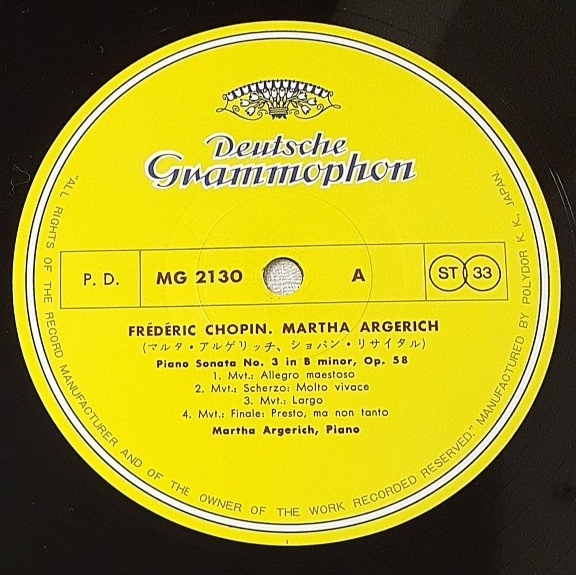 Deutsche
Grammophon
P. D. MG 2130 A ST 33
FRÉDÉRIC CHOPIN. MARTHA ARGERICH
(マルタ・アルゲリッチ、ショパン・リサイタル)
Piano Sonata No. 3 in B minor, Op. 58
1. Mvt.: Allegro maestoso
2. Mvt.: Scherzo: Molto vivace
3. Mvt.: Largo
4. Mvt.: Finale: Presto, ma non tanto
Martha Argerich, Piano
"ALL RIGHTS OF THE RECORD MANUFACTURER AND OF THE OWNER OF THE WORK RECORDED RESERVED." MANUFACTURED BY POLYDOR K. K., JAPAN.